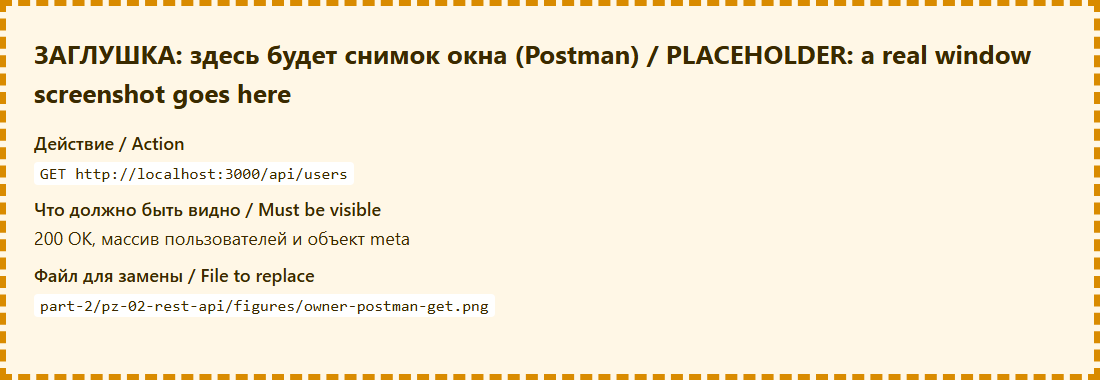 ЗАГЛУШКА: здесь будет снимок окна (Postman) / PLACEHOLDER: a real window
screenshot goes here
Действие / Action
GET http://localhost:3000/api/users
Что должно быть видно / Must be visible
200 OK, массив пользователей и объект meta
Файл для замены / File to replace
part-2/pz-02-rest-api/figures/owner-postman-get.png